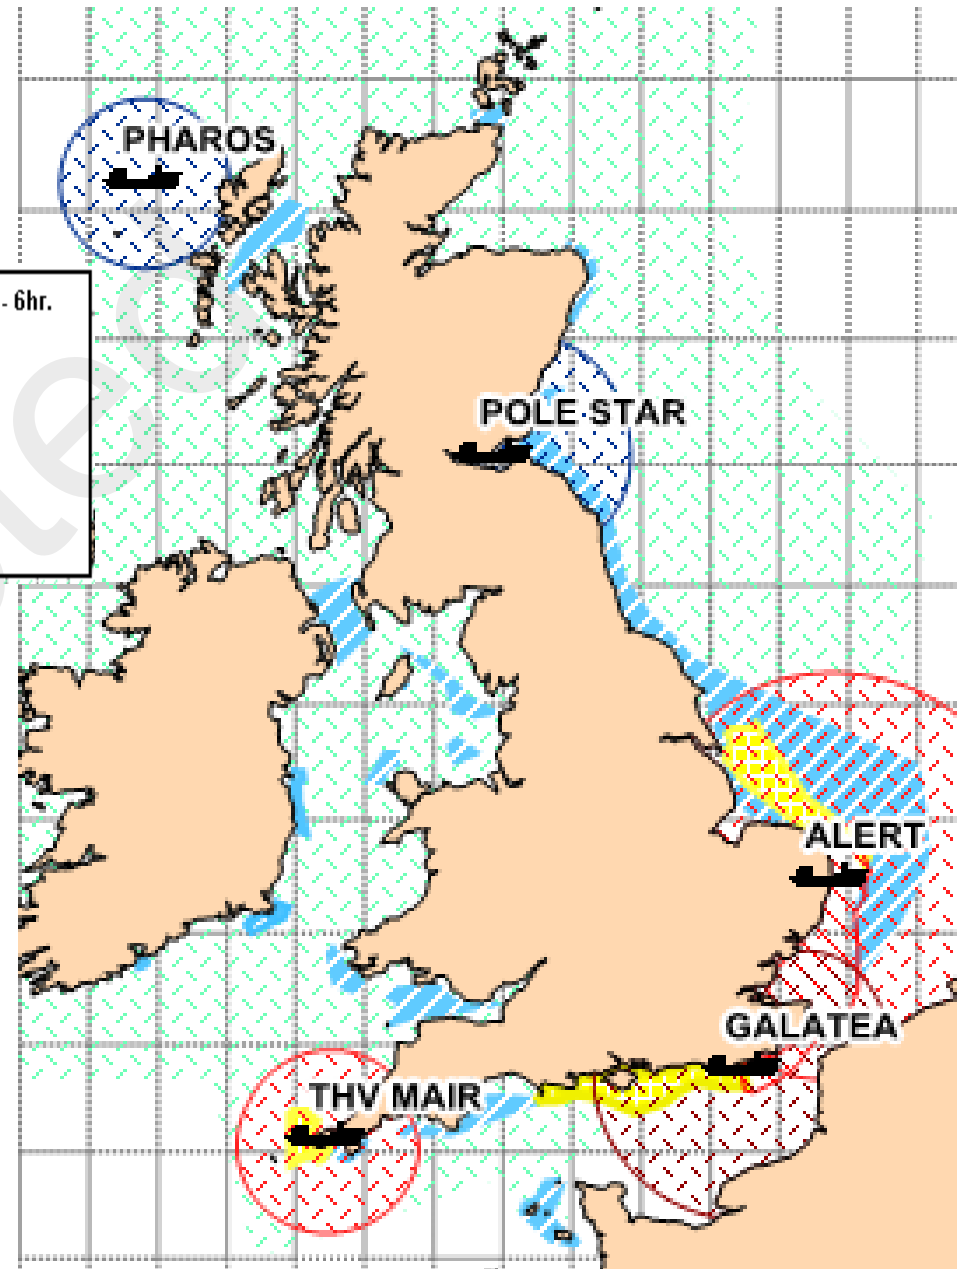 PHAROS
- 6hr.
POLE STAR
ALERT
GALATEA
THV MAIR